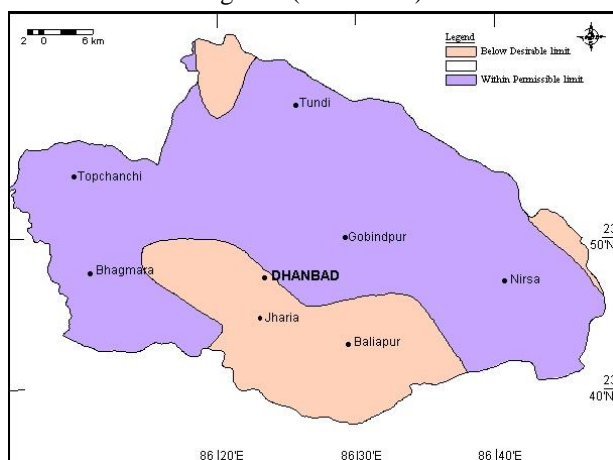 2 0 6 km
Legend
Below Desirable limit
Within Permissible limit
Tundi
Topchanchi
Gobindpur
Bhagmara
DHANBAD
Nirsa
Jharia
Baliapur
23
50'N
23
40'N
86 20'E 86 30'E 86 40'E